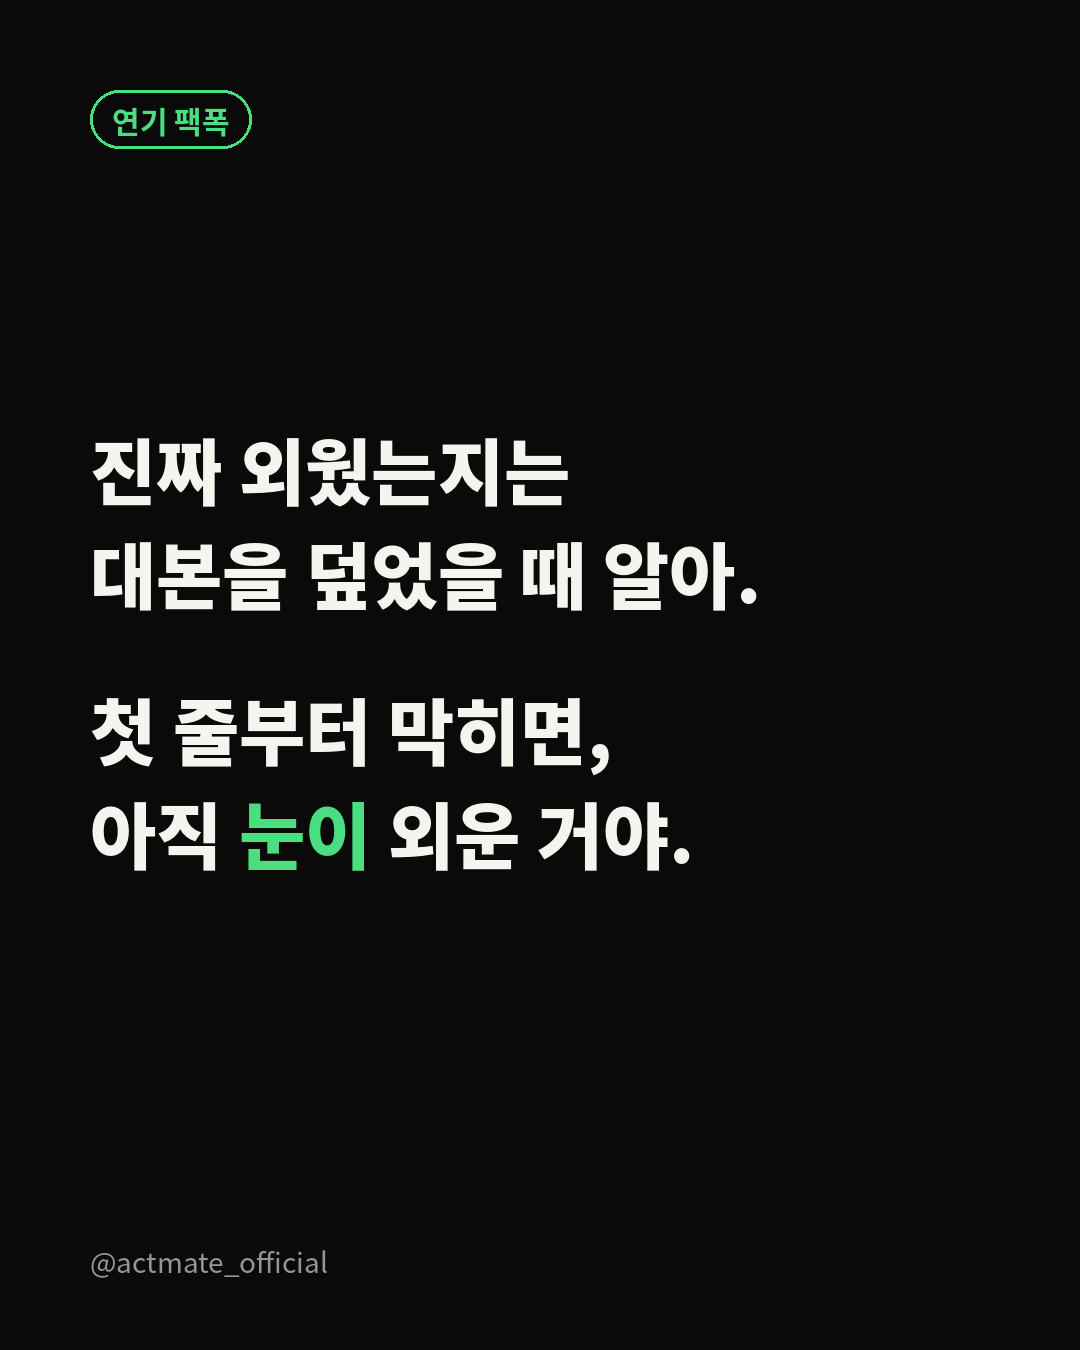 연기 팩폭
진짜 외웠는지는
대본을 덮었을 때 알아.
첫 줄부터 막히면,
아직 눈이 외운 거야.
@actmate_official